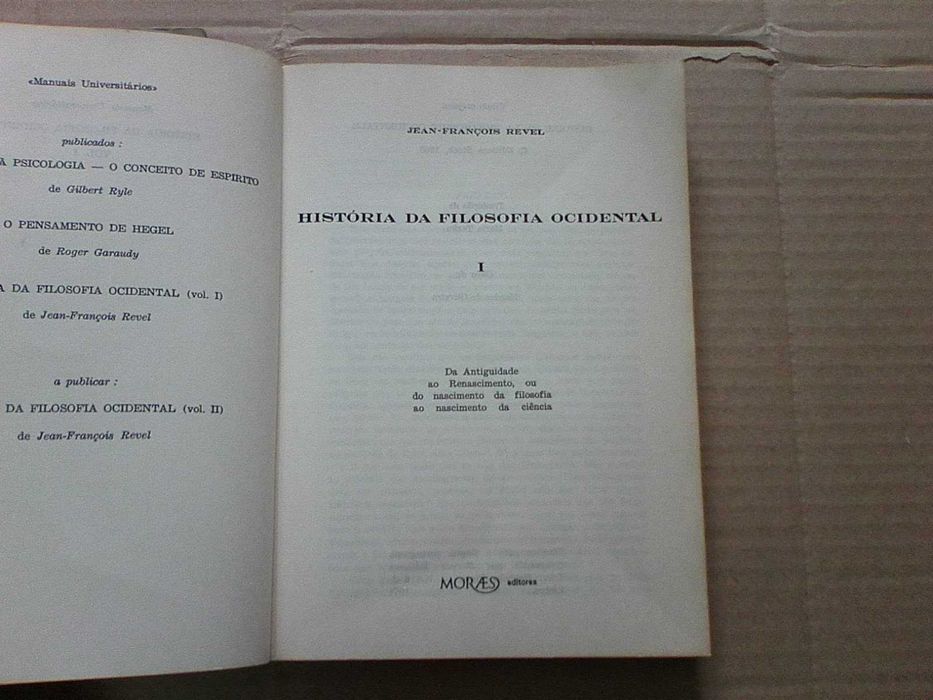 «Manuais Universitários»
publicados :
A PSICOLOGIA — O CONCEITO DE ESPIRITO
de Gilbert Ryle
O PENSAMENTO DE HEGEL
de Roger Garaudy
A DA FILOSOFIA OCIDENTAL (vol. I)
de Jean-François Revel
a publicar :
DA FILOSOFIA OCIDENTAL (vol. II)
de Jean-François Revel
JEAN-FRANÇOIS REVEL
HISTÓRIA DA FILOSOFIA OCIDENTAL
I
Da Antiguidade
ao Renascimento, ou
do nascimento da filosofia
ao nascimento da ciência
MORÆS editores